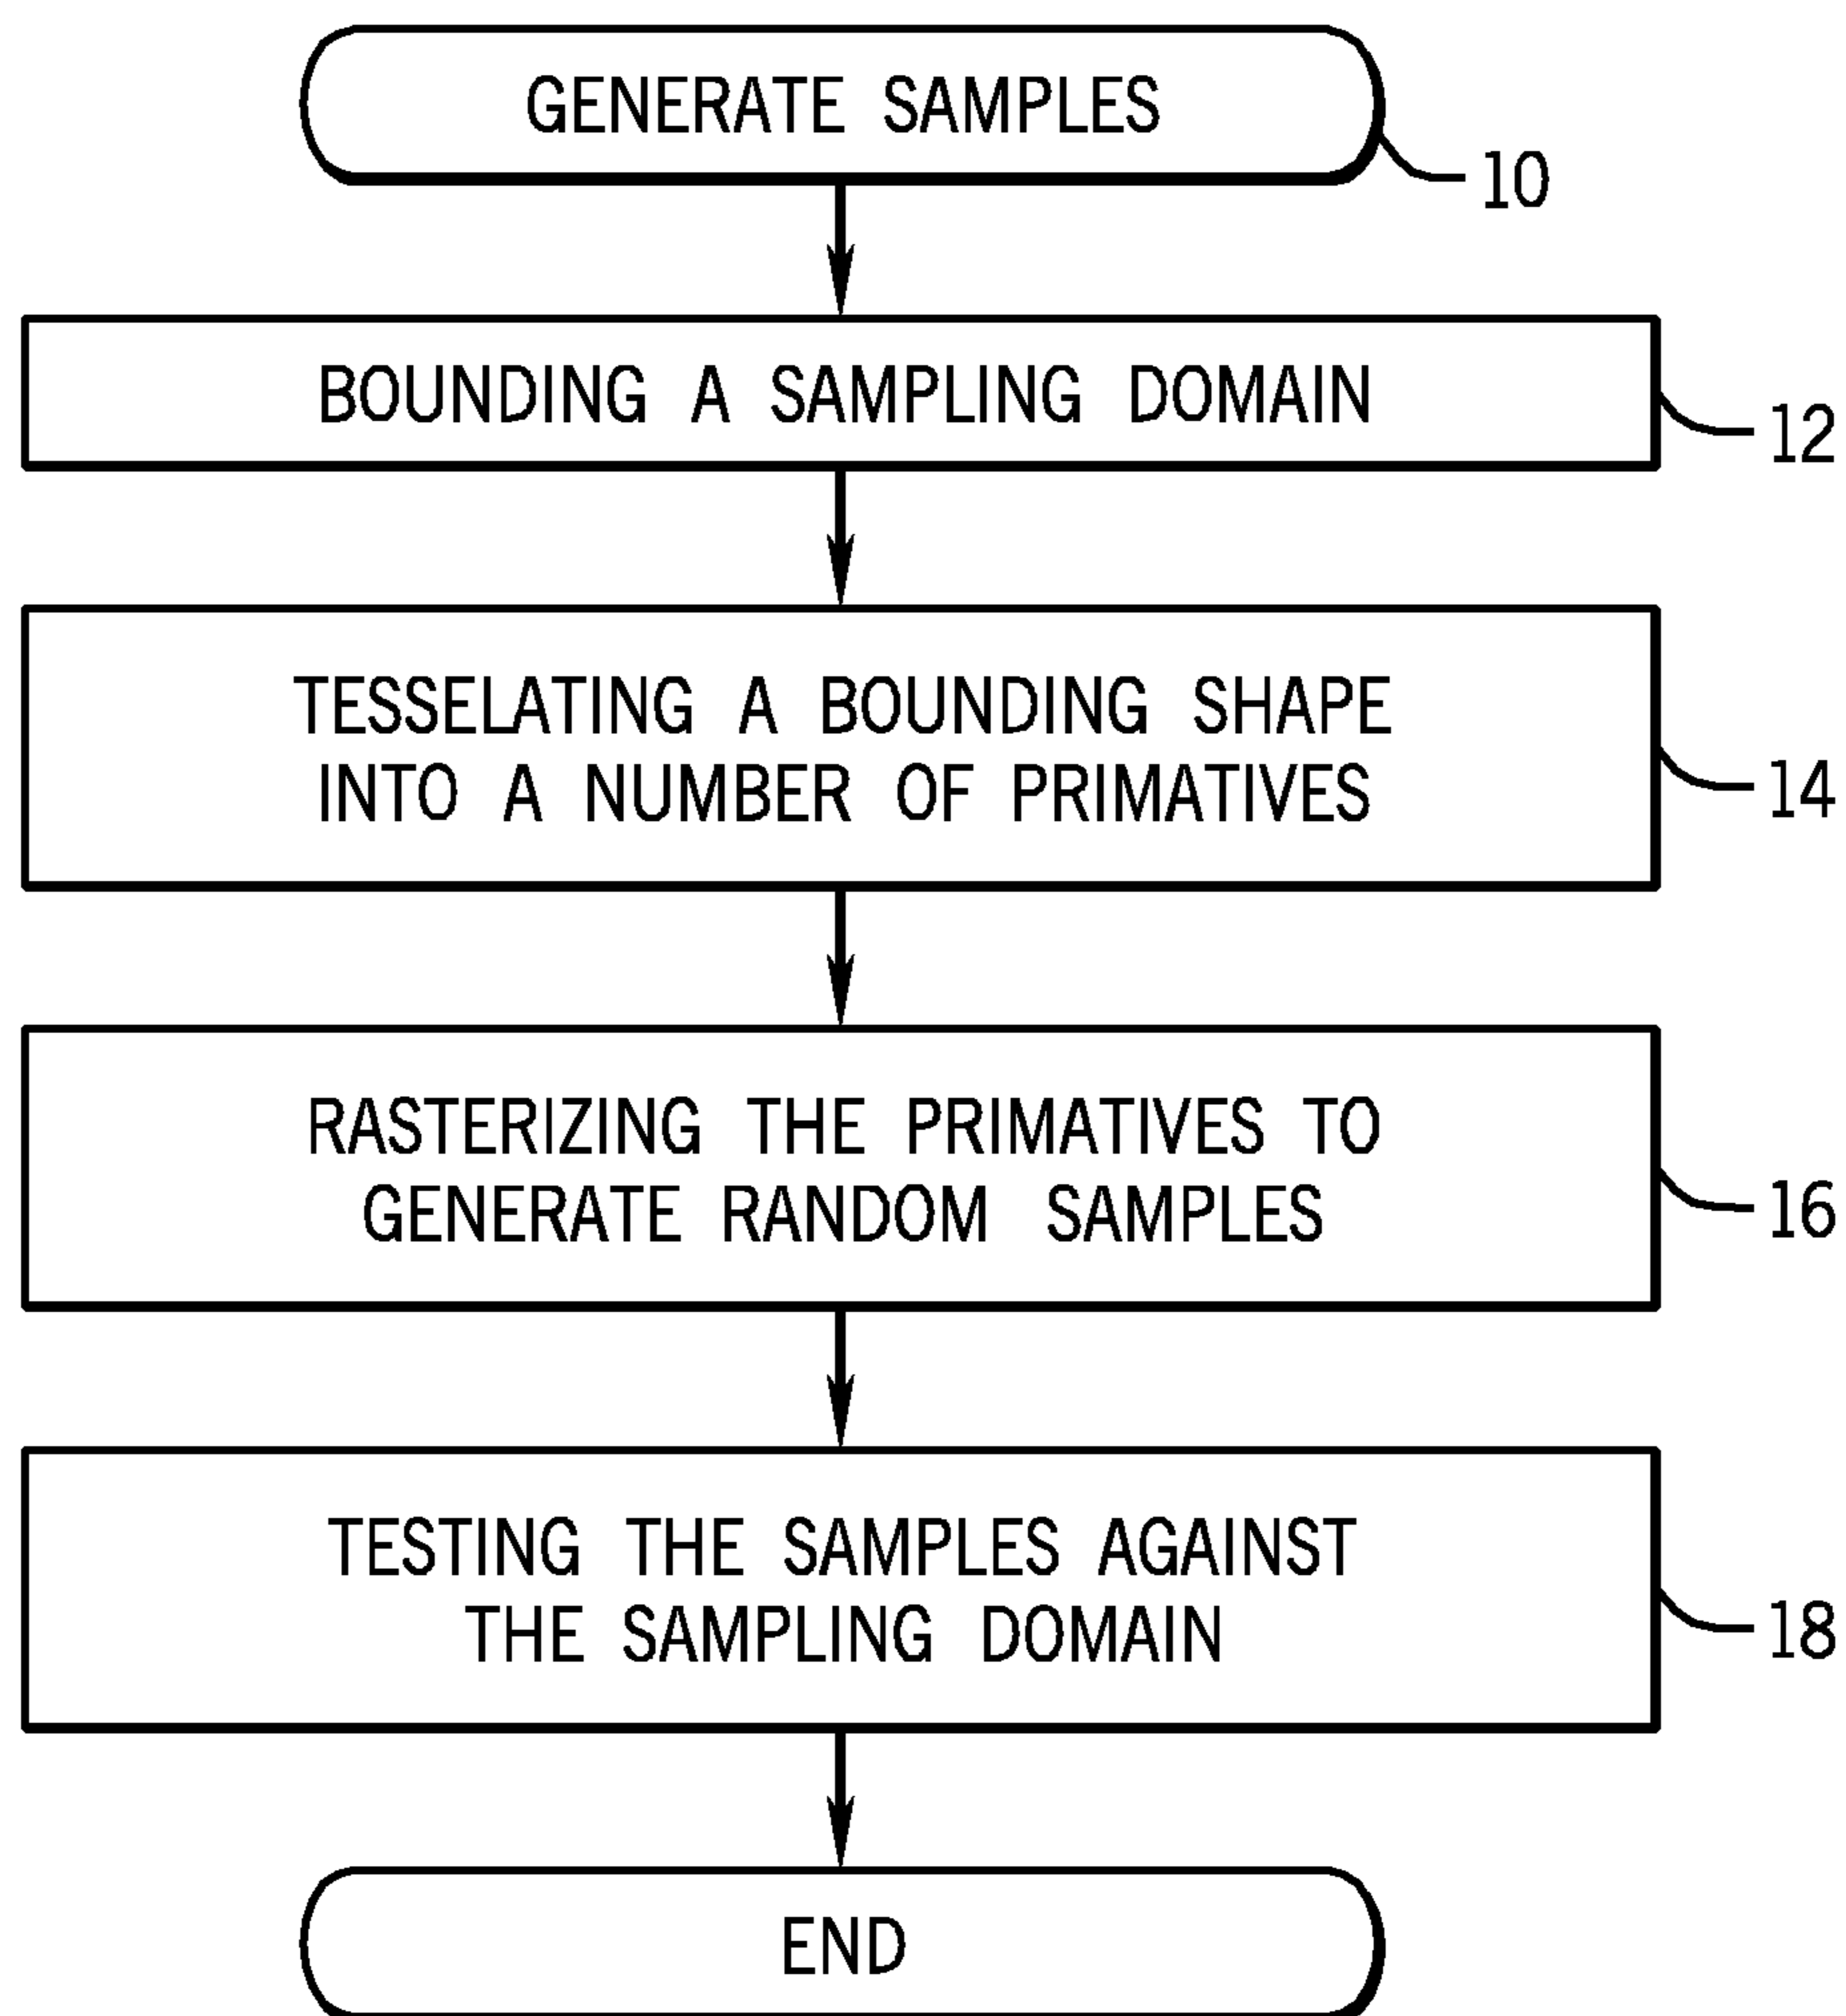 GENERATE SAMPLES
10
BOUNDING A SAMPLING DOMAIN
12
TESSELATING A BOUNDING SHAPE
INTO A NUMBER OF PRIMATIVES
14
RASTERIZING THE PRIMATIVES TO
GENERATE RANDOM SAMPLES
16
TESTING THE SAMPLES AGAINST
THE SAMPLING DOMAIN
18
END